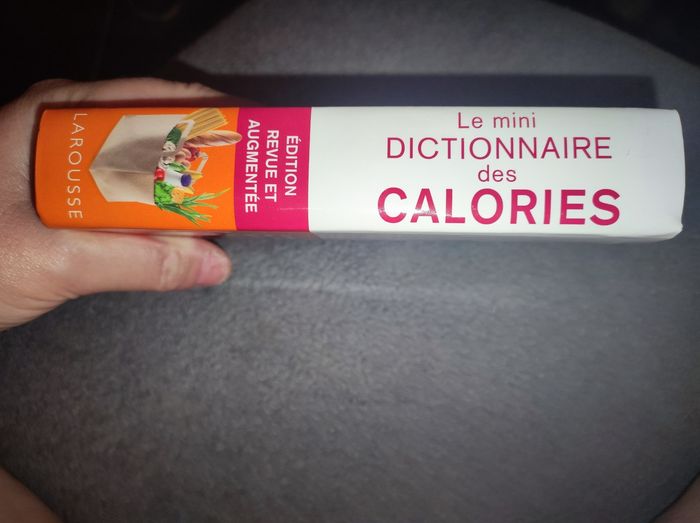 LAROUSSE
ÉDITION
REVUE ET
AUGMENTÉE
Le mini
DICTIONNAIRE
des
CALORIES